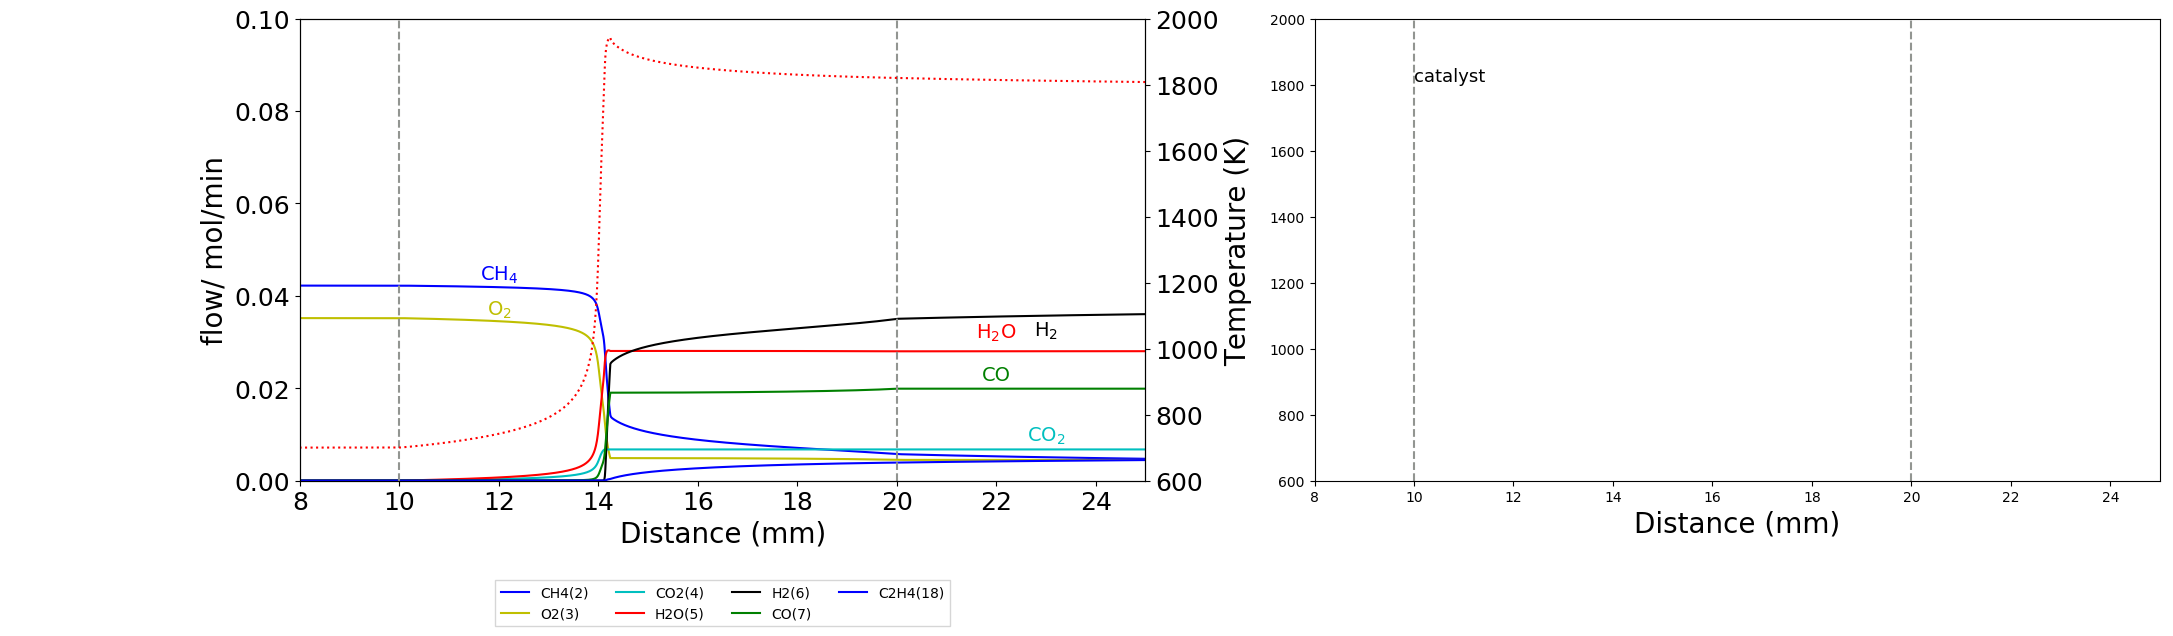 0.10
0.08
0.06
0.04
0.02
0.00
flow/ mol/min
CH₄
O₂
H₂O
H₂
CO
CO₂
2000
1800
1600
1400
1200
1000
800
600
Temperature (K)
8 10 12 14 16 18 20 22 24
Distance (mm)
CH4(2) CO2(4) H2(6) C2H4(18)
O2(3) H2O(5) CO(7)
2000
1800
1600
1400
1200
1000
800
600
catalyst
8 10 12 14 16 18 20 22 24
Distance (mm)